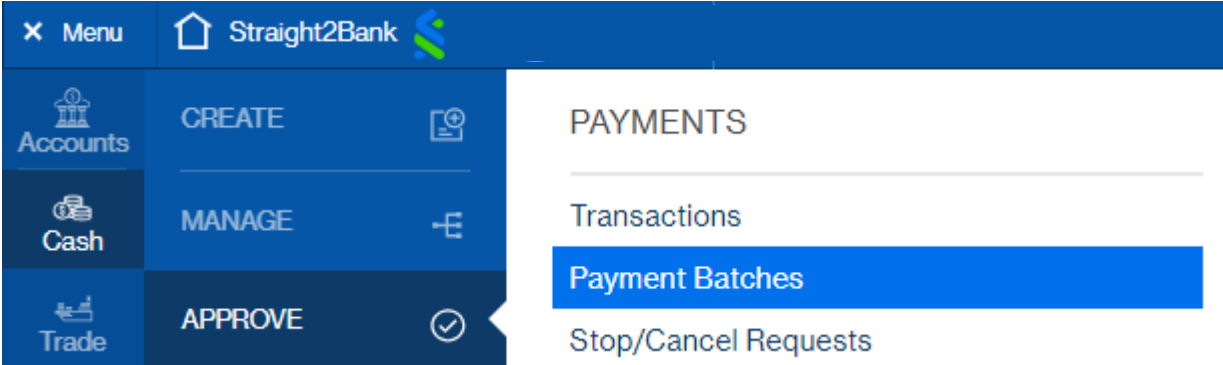 × Menu
Straight2Bank
Accounts
Cash
Trade
CREATE
MANAGE
APPROVE
PAYMENTS
Transactions
Payment Batches
Stop/Cancel Requests